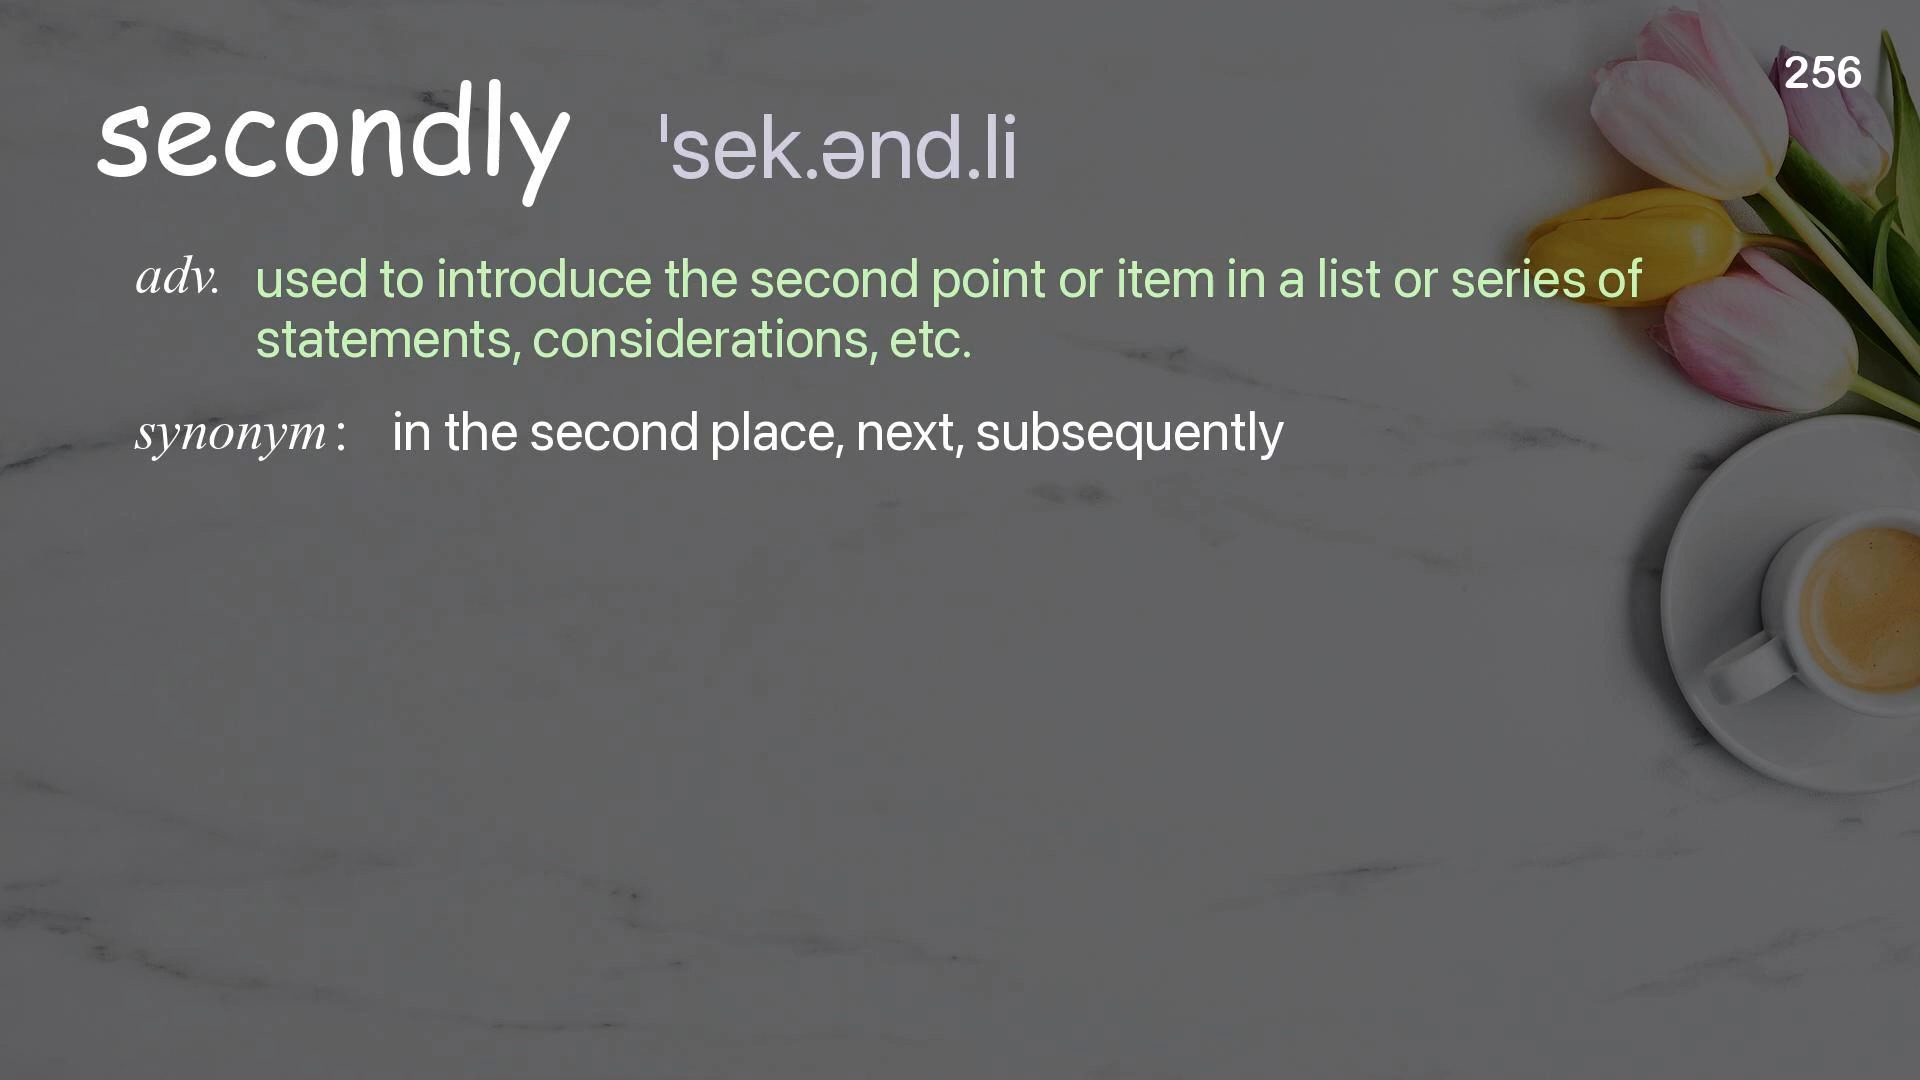 256
secondly ˈsek.ənd.li
adv. used to introduce the second point or item in a list or series of
statements, considerations, etc.
synonym: in the second place, next, subsequently